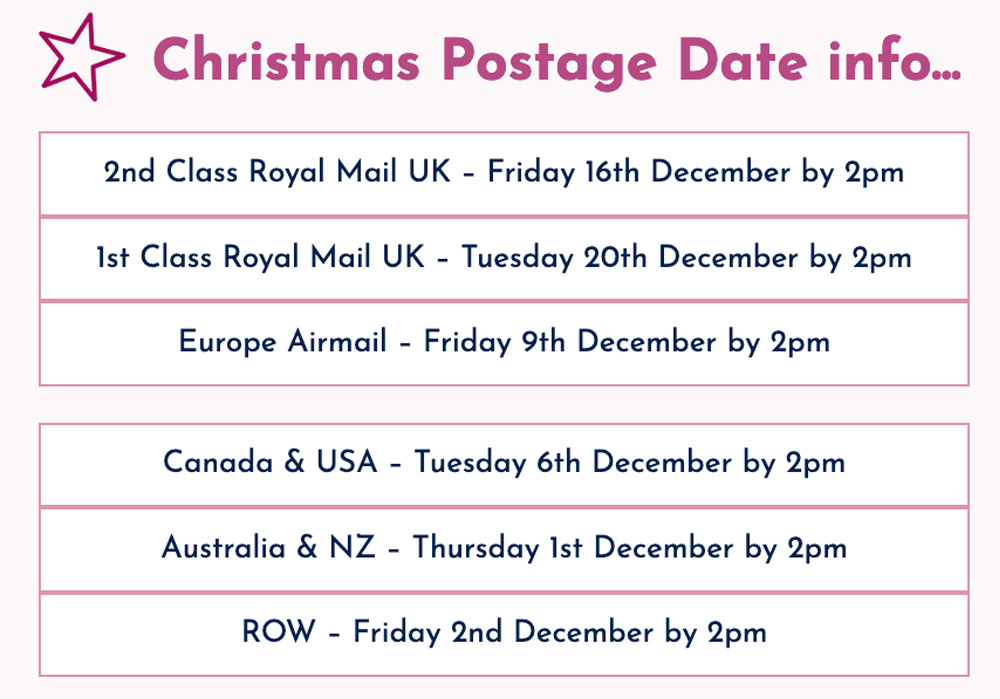 Christmas Postage Date info...
2nd Class Royal Mail UK – Friday 16th December by 2pm
1st Class Royal Mail UK – Tuesday 20th December by 2pm
Europe Airmail – Friday 9th December by 2pm
Canada & USA – Tuesday 6th December by 2pm
Australia & NZ – Thursday 1st December by 2pm
ROW – Friday 2nd December by 2pm